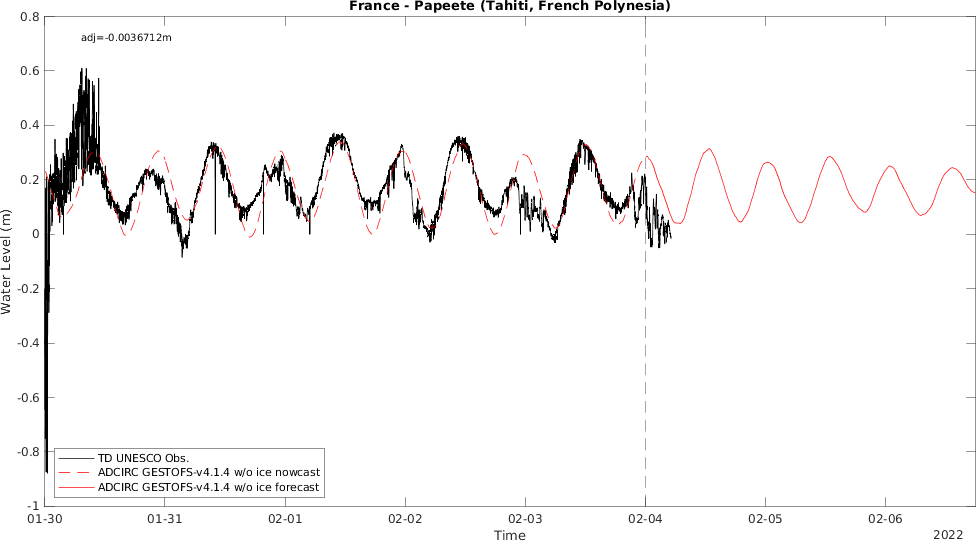 France - Papeete (Tahiti, French Polynesia)
adj=-0.0036712m
0.8
0.6
0.4
0.2
0
-0.2
-0.4
-0.6
-0.8
-1
Water Level (m)
TD UNESCO Obs.
ADCIRC GESTOFS-v4.1.4 w/o ice nowcast
ADCIRC GESTOFS-v4.1.4 w/o ice forecast
01-30 01-31 02-01 02-02 02-03 02-04 02-05 02-06
Time
2022